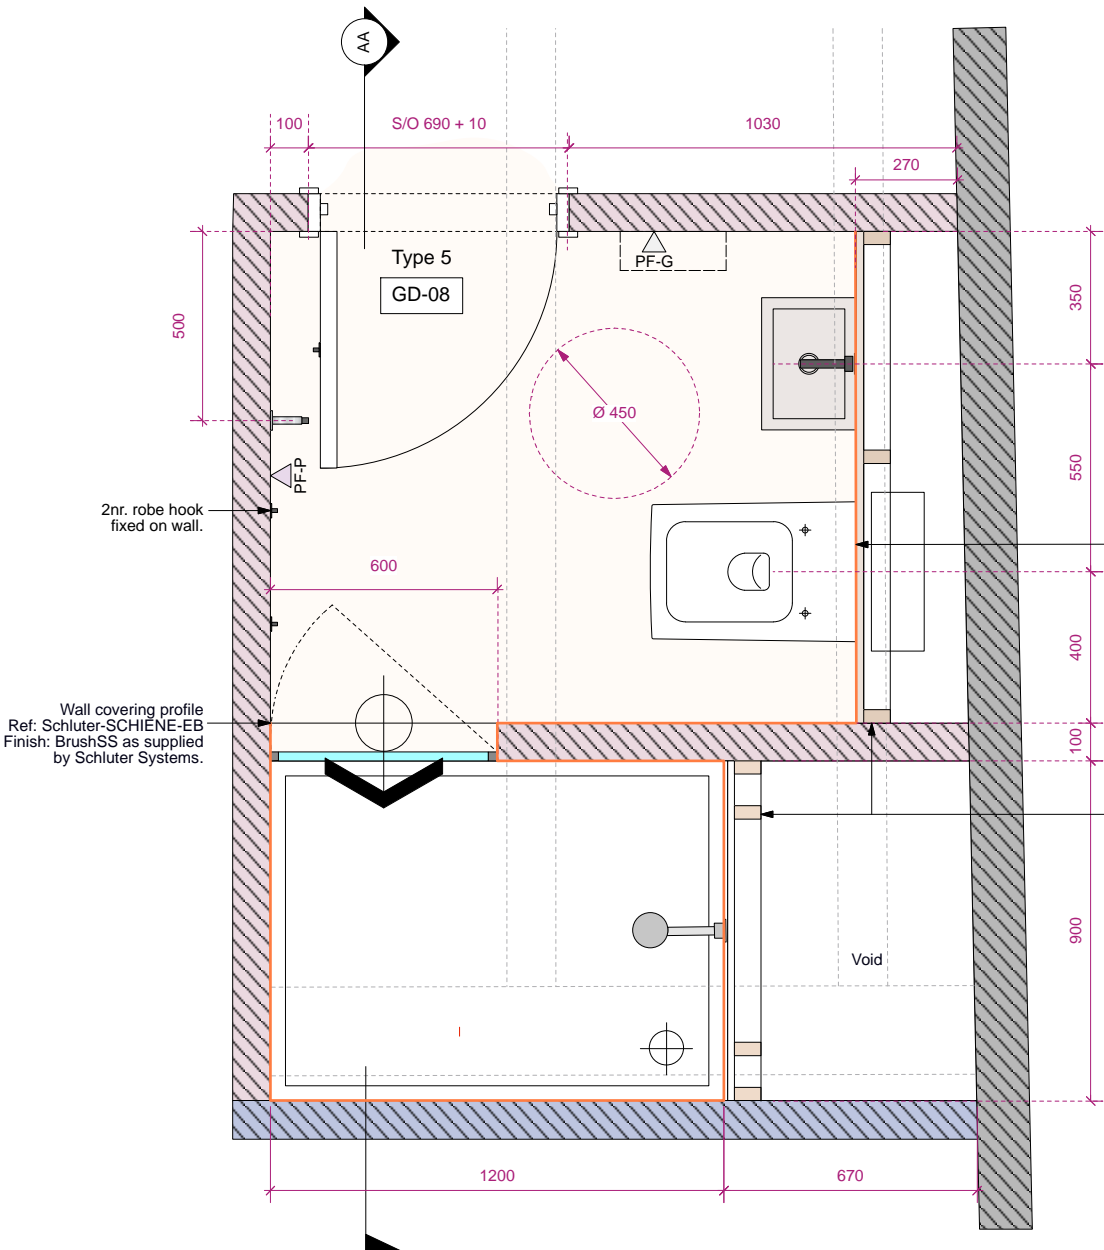 AA
100
S/O 690 + 10
1030
270
Type 5
GD-08
PF-G
500
350
Ø 450
PF-P
550
2nr. robe hook
fixed on wall.
600
400
Wall covering profile
Ref: Schluter-SCHIENE-EB
Finish: BrushSS as supplied
by Schluter Systems.
100
900
Void
1200
670